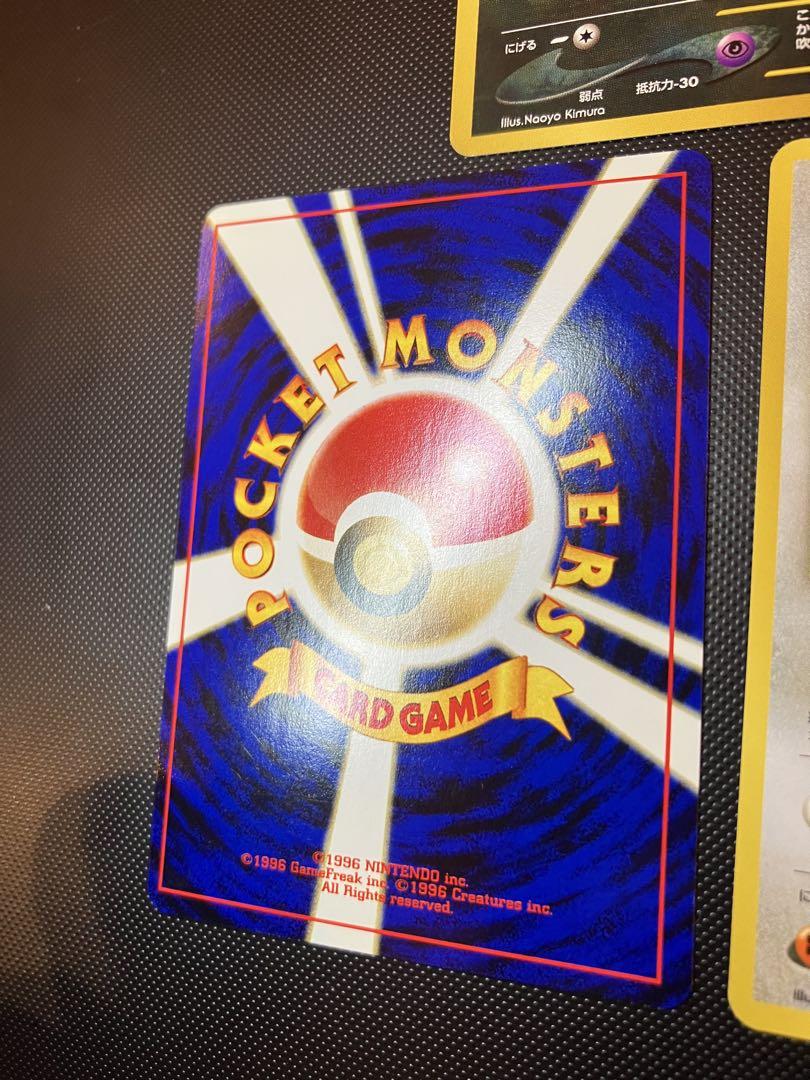 にげる
弱点
抵抗力-30
Illus.Naoyo Kimura
POCKET MONSTERS
CARD GAME
©1996 NINTENDO inc.
©1996 GameFreak inc. ©1996 Creatures inc.
All Rights reserved.